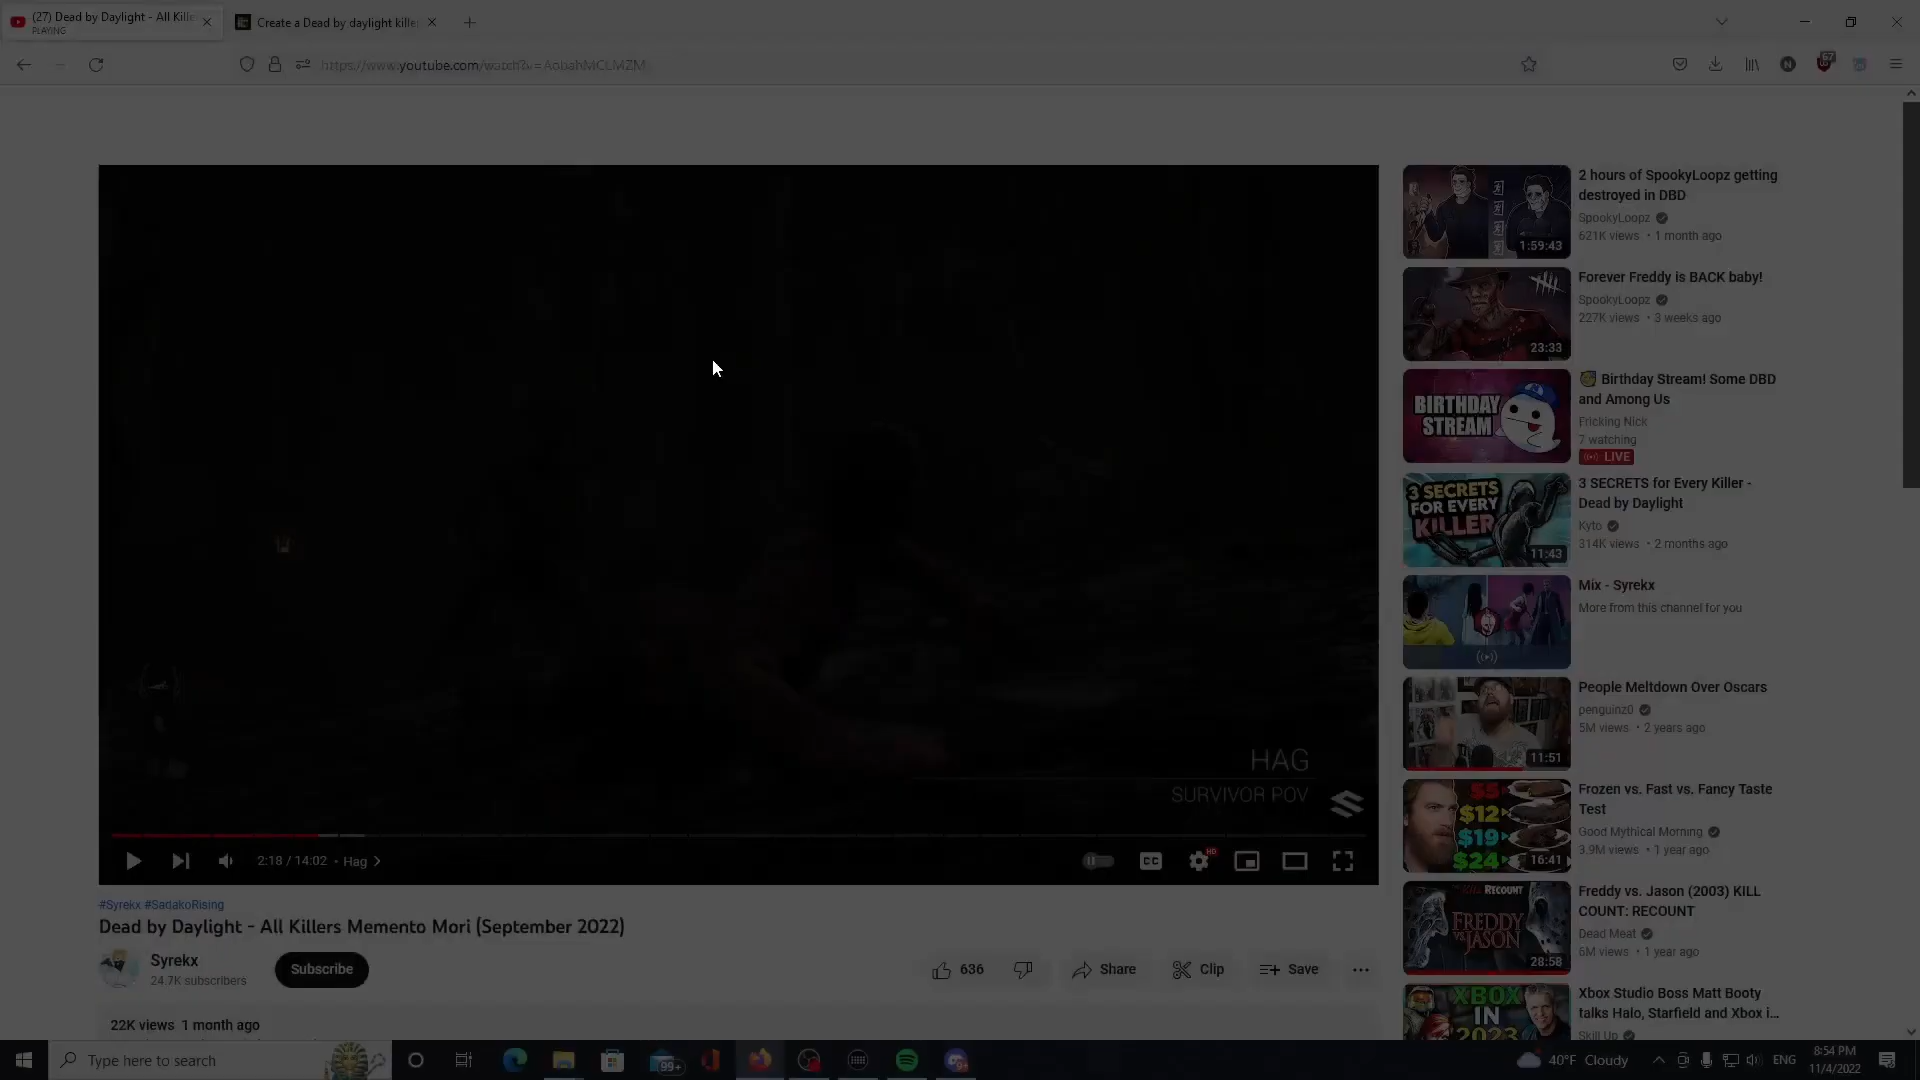 (27) Dead by Daylight - All Kille
PLAYING
Create a Dead by daylight kille
https://www.youtube.com/watch?v=
67
2 hours of SpookyLoopz getting
destroyed in DBD
SpookyLoopz
621K views • 1 month ago
1:59:43
Forever Freddy is BACK baby!
SpookyLoopz
227K views • 3 weeks ago
23:33
Birthday Stream! Some DBD
and Among Us
Fricking Nick
7 watching
LIVE
BIRTHDAY
STREAM
3 SECRETS for Every Killer -
Dead by Daylight
Kyto
314K views • 2 months ago
3 SECRETS
FOR EVERY
KILLER
11:43
Mix - Syrekx
More from this channel for you
People Meltdown Over Oscars
penguinz0
5M views • 2 years ago
11:51
Frozen vs. Fast vs. Fancy Taste
Test
Good Mythical Morning
3.9M views • 1 year ago
$5
$12
$19
$24
16:41
Freddy vs. Jason (2003) KILL
COUNT: RECOUNT
Dead Meat
6M views • 1 year ago
RECOUNT
FREDDY
VS JASON
28:58
Xbox Studio Boss Matt Booty
talks Halo, Starfield and Xbox i...
Skill Up
XBOX
IN
2023
HAG
SURVIVOR POV
2:18 / 14:02 • Hag
CC
HD
#Syrekx #SadakoRising
Dead by Daylight - All Killers Memento Mori (September 2022)
Syrekx
24.7K subscribers
Subscribe
636
Share
Clip
Save
22K views 1 month ago
Type here to search
99+
40°F Cloudy
ENG
8:54 PM
11/4/2022